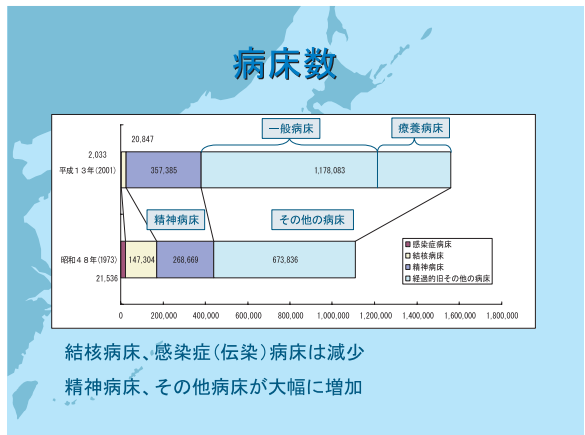 病床数
一般病床
療養病床
20,847
2,033
平成13年(2001)
357,385
1,178,083
精神病床
その他の病床
昭和48年(1973)
147,304
268,669
673,836
21,536
感染症病床
結核病床
精神病床
経過的旧その他の病床
0
200,000
400,000
600,000
800,000
1,000,000
1,200,000
1,400,000
1,600,000
1,800,000
結核病床、感染症(伝染)病床は減少
精神病床、その他病床が大幅に増加